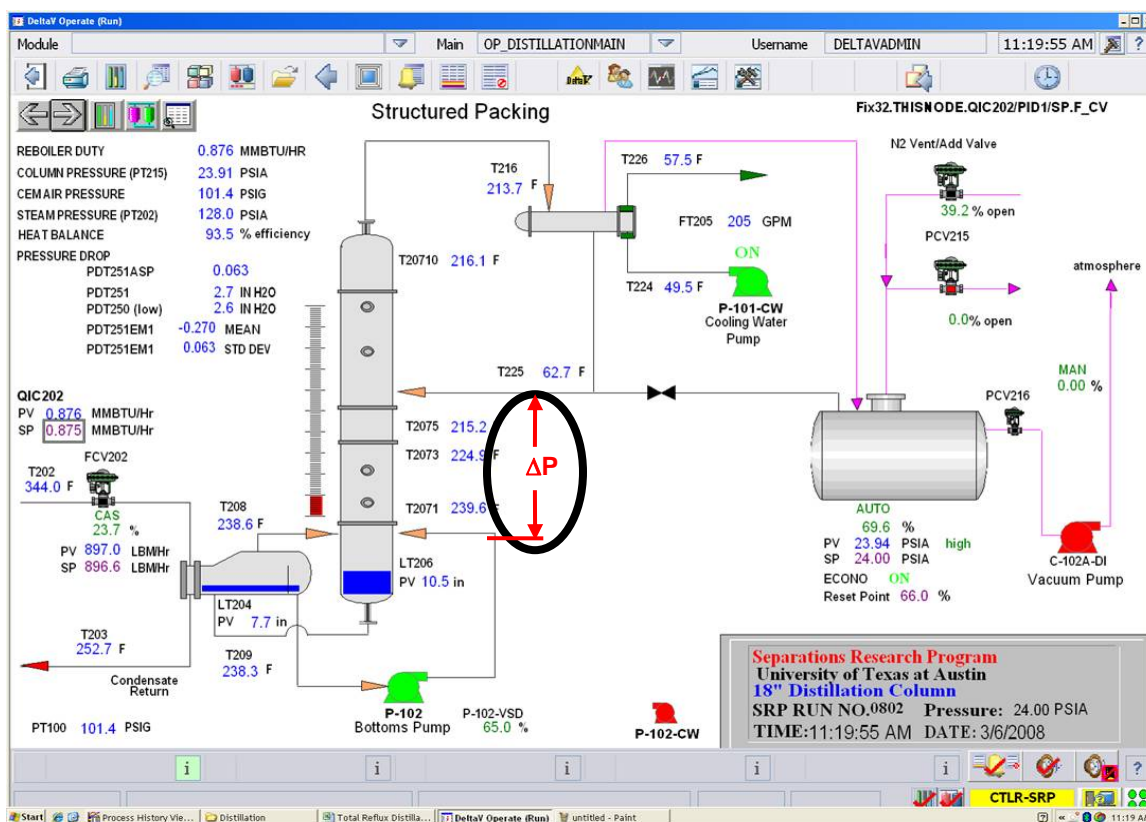 DeltaV Operate (Run)
Module Main OP_DISTILLATIONMAIN Username DELTAVADMIN 11:19:55 AM ?
DeltaV
Structured Packing
Fix32.THISNODE.QIC202/PID1/SP.F_CV
REBOILER DUTY 0.876 MMBTU/HR
COLUMN PRESSURE (PT215) 23.91 PSIA
CEM AIR PRESSURE 101.4 PSIG
STEAM PRESSURE (PT202) 128.0 PSIA
HEAT BALANCE 93.5 % efficiency
PRESSURE DROP
PDT251ASP 0.063
PDT251 2.7 IN H2O
PDT250 (low) 2.6 IN H2O
PDT251EM1 -0.270 MEAN
PDT251EM1 0.063 STD DEV
QIC202
PV 0.876 MMBTU/Hr
SP 0.875 MMBTU/Hr
FCV202
T202
344.0 F
CAS
23.7 %
PV 897.0 LBM/Hr
SP 896.6 LBM/Hr
T203
252.7 F
Condensate
Return
PT100 101.4 PSIG
T208
238.6 F
LT204
PV 7.7 in
T209
238.3 F
T216
213.7 F
T20710 216.1 F
T225 62.7 F
T2075 215.2
T2073 224.9 F
T2071 239.6 F
ΔP
LT206
PV 10.5 in
P-102
Bottoms Pump
P-102-VSD
65.0 %
T226 57.5 F
FT205 205 GPM
ON
T224 49.5 F
P-101-CW
Cooling Water
Pump
N2 Vent/Add Valve
39.2 % open
PCV215
0.0% open
atmosphere
MAN
0.00 %
PCV216
AUTO
69.6 %
PV 23.94 PSIA high
SP 24.00 PSIA
ECONO ON
Reset Point 66.0 %
C-102A-DI
Vacuum Pump
P-102-CW
Separations Research Program
University of Texas at Austin
18" Distillation Column
SRP RUN NO.0802 Pressure: 24.00 PSIA
TIME:11:19:55 AM DATE: 3/6/2008
i i i i i ?
CTLR-SRP
Start Process History Vie... Distillation Total Reflux Distilla... DeltaV Operate (Run) untitled - Paint 11:19 AM